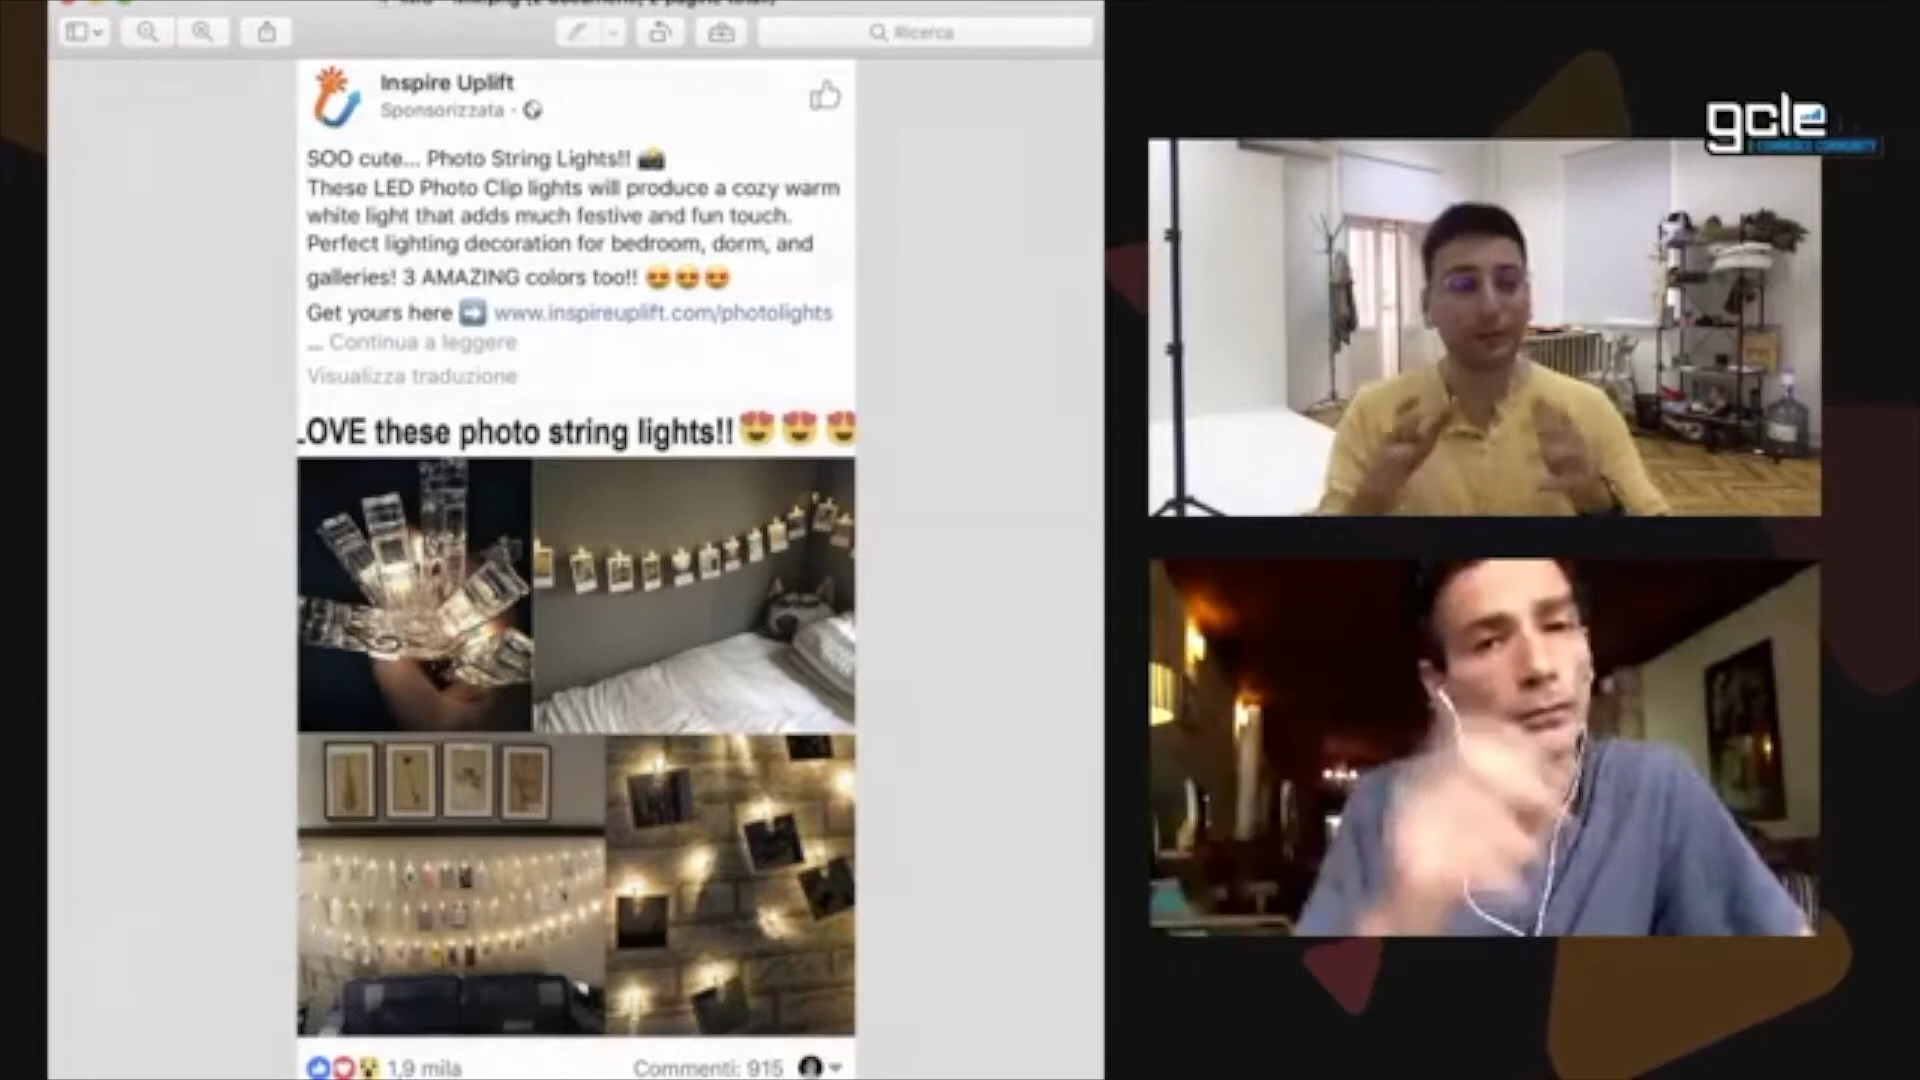 Ricerca
Inspire Uplift
Sponsorizzata ·
SOO cute... Photo String Lights!! 📸
These LED Photo Clip lights will produce a cozy warm
white light that adds much festive and fun touch.
Perfect lighting decoration for bedroom, dorm, and
galleries! 3 AMAZING colors too!! 😍😍😍
Get yours here ➡️ www.inspireuplift.com/photolights
... Continua a leggere
Visualizza traduzione
LOVE these photo string lights!!😍😍😍
1,9 mila
Commenti: 915
gcle
E-COMMERCE COMMUNITY